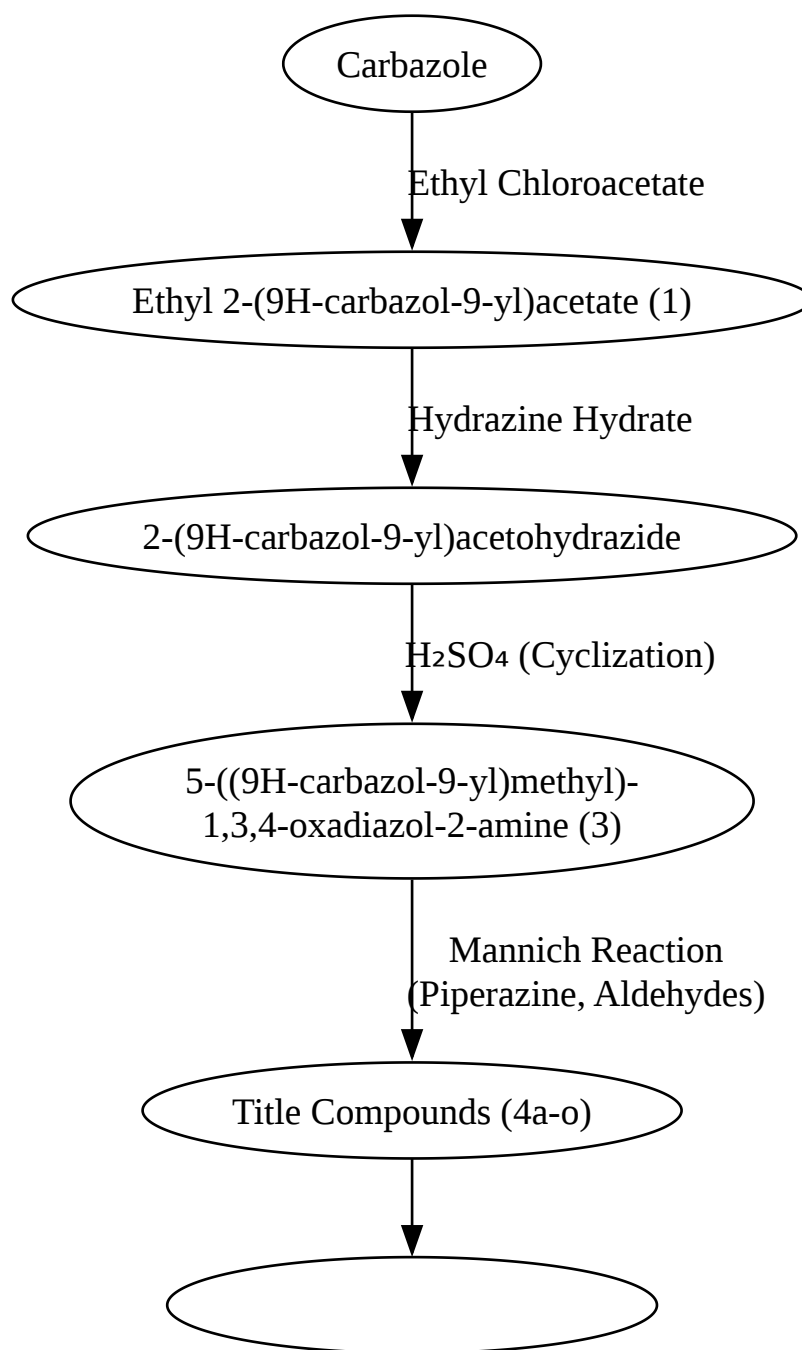 Carbazole
Ethyl Chloroacetate
Ethyl 2-(9H-carbazol-9-yl)acetate (1)
Hydrazine Hydrate
2-(9H-carbazol-9-yl)acetohydrazide
H₂SO₄ (Cyclization)
5-((9H-carbazol-9-yl)methyl)-
1,3,4-oxadiazol-2-amine (3)
Mannich Reaction
(Piperazine, Aldehydes)
Title Compounds (4a-o)